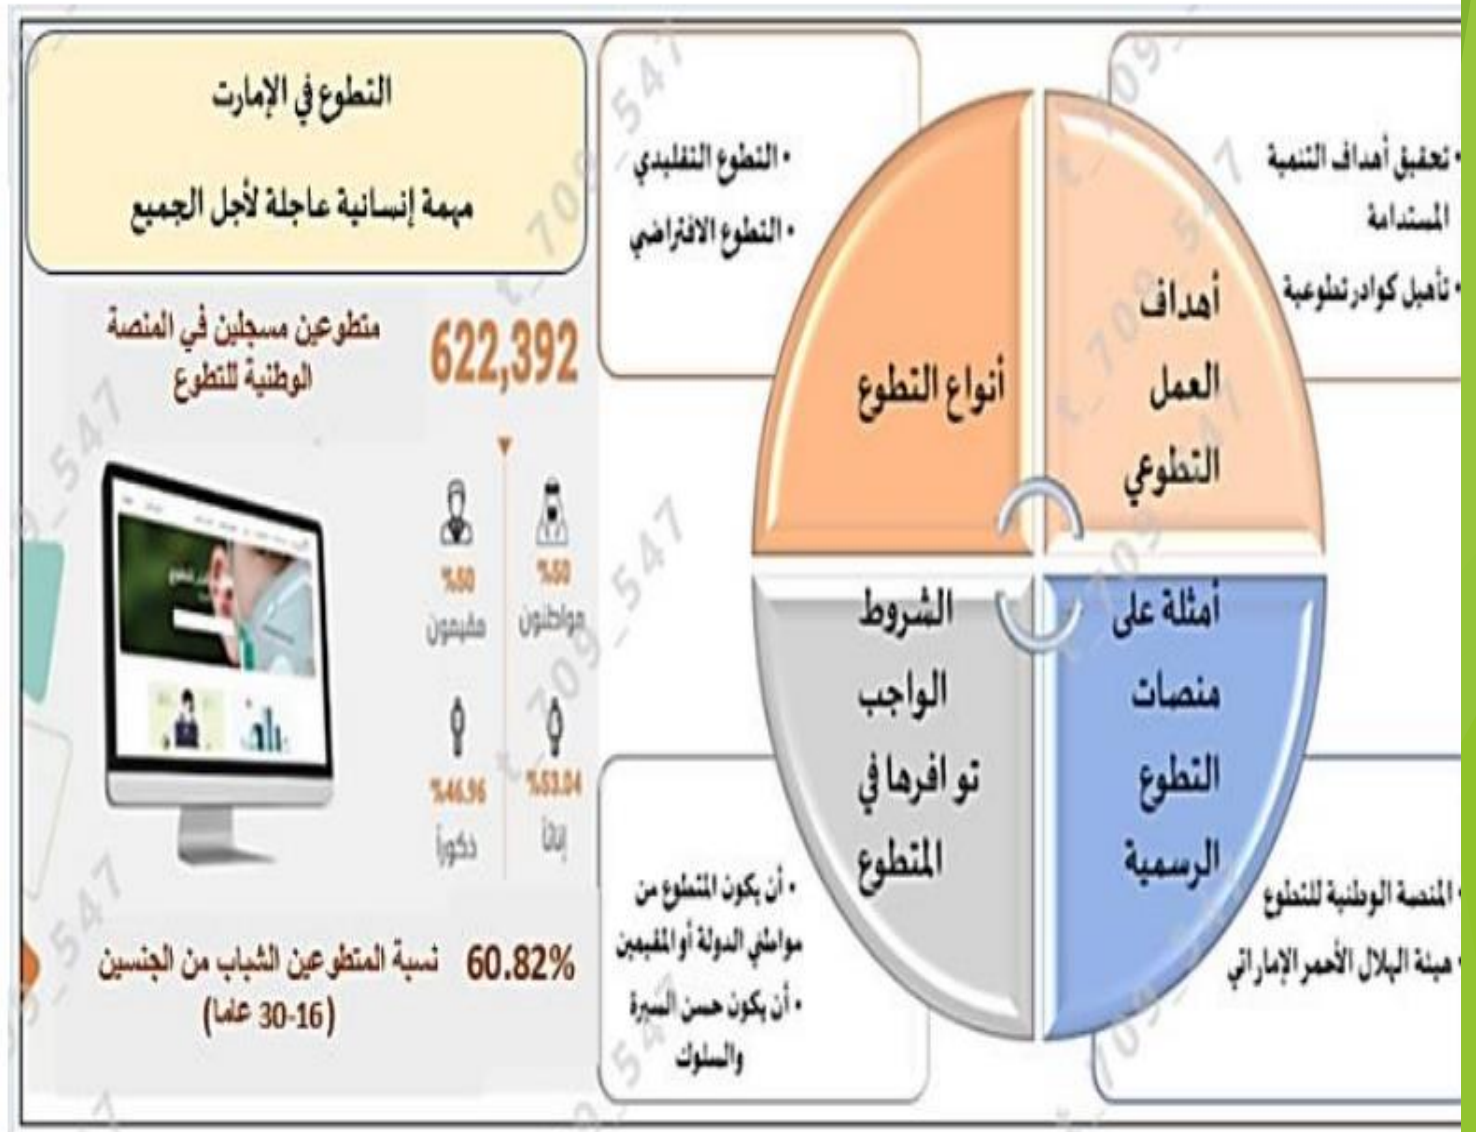 التطوع في الإمارت
مهمة إنسانية عاجلة لأجل الجميع
622,392
متطوعين مسجلين في المنصة
الوطنية للتطوع
%50
مواطنون
%50
مقيمون
%53.04
إناثاً
%46.96
ذكوراً
60.82% نسبة المتطوعين الشباب من الجنسين
(16-30 عاما)
أهداف
العمل
التطوعي
• تحقيق أهداف التنمية
المستدامة
• تأهيل كوادر تطوعية
أنواع التطوع
• التطوع التقليدي
• التطوع الافتراضي
أمثلة على
منصات
التطوع
الرسمية
• المنصة الوطنية للتطوع
• هيئة الهلال الأحمر الإماراتي
الشروط
الواجب
توافرها في
المتطوع
• أن يكون المتطوع من
مواطني الدولة أو المقيمين
• أن يكون حسن السيرة
والسلوك
t_709_547